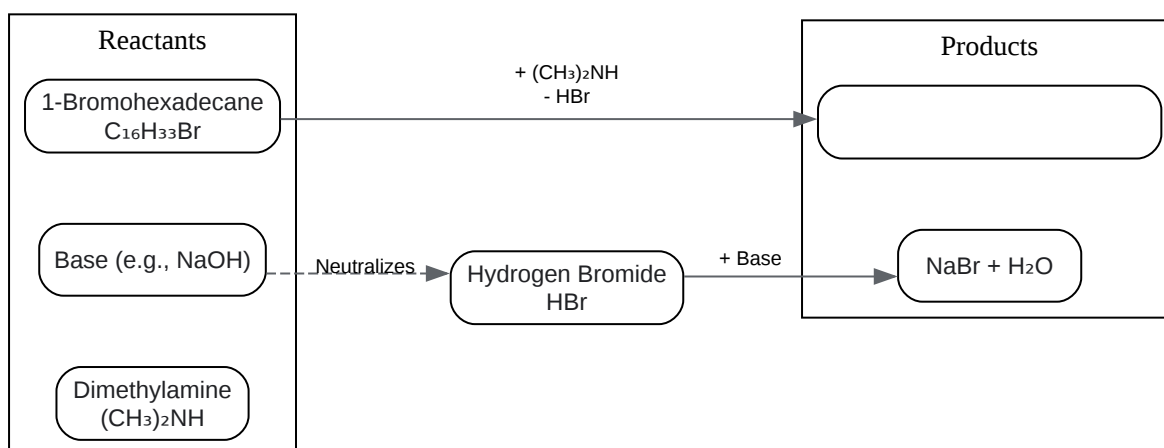 Reactants
Products
1-Bromohexadecane
C₁₆H₃₃Br
+ (CH₃)₂NH
- HBr
Base (e.g., NaOH)
Neutralizes
Hydrogen Bromide
HBr
+ Base
NaBr + H₂O
Dimethylamine
(CH₃)₂NH